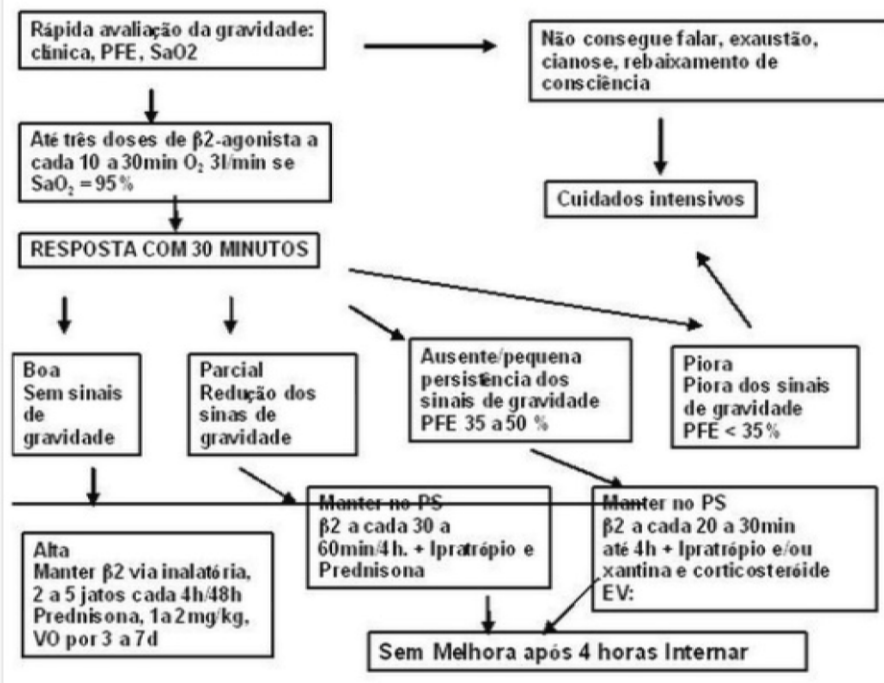 Rápida avaliação da gravidade:
clínica, PFE, SaO2
Não consegue falar, exaustão,
cianose, rebaixamento de
consciência
Até três doses de β2-agonista a
cada 10 a 30min O₂ 3l/min se
SaO₂ = 95%
Cuidados intensivos
RESPOSTA COM 30 MINUTOS
Boa
Sem sinais
de
gravidade
Parcial
Redução dos
sinas de
gravidade
Ausente/pequena
persistência dos
sinais de gravidade
PFE 35 a 50 %
Piora
Piora dos sinais
de gravidade
PFE < 35%
Alta
Manter β2 via inalatória,
2 a 5 jatos cada 4h/48h
Prednisona, 1a 2mg/kg,
VO por 3 a 7d
Manter no PS
β2 a cada 30 a
60min/4h. + Ipratrópio e
Prednisona
Manter no PS
β2 a cada 20 a 30min
até 4h + Ipratrópio e/ou
xantina e corticosteróide
EV:
Sem Melhora após 4 horas Internar